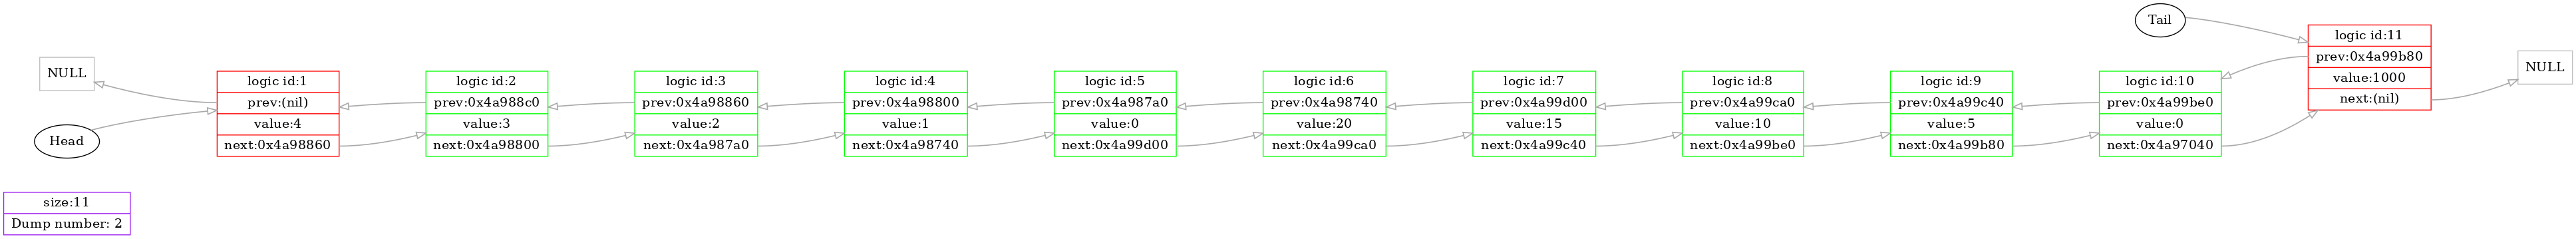 NULL
Head
logic id:1
prev:(nil)
value:4
next:0x4a98860
logic id:2
prev:0x4a988c0
value:3
next:0x4a98800
logic id:3
prev:0x4a98860
value:2
next:0x4a987a0
logic id:4
prev:0x4a98800
value:1
next:0x4a98740
logic id:5
prev:0x4a987a0
value:0
next:0x4a99d00
logic id:6
prev:0x4a98740
value:20
next:0x4a99ca0
logic id:7
prev:0x4a99d00
value:15
next:0x4a99c40
logic id:8
prev:0x4a99ca0
value:10
next:0x4a99be0
logic id:9
prev:0x4a99c40
value:5
next:0x4a99b80
logic id:10
prev:0x4a99be0
value:0
next:0x4a97040
Tail
logic id:11
prev:0x4a99b80
value:1000
next:(nil)
NULL
size:11
Dump number: 2